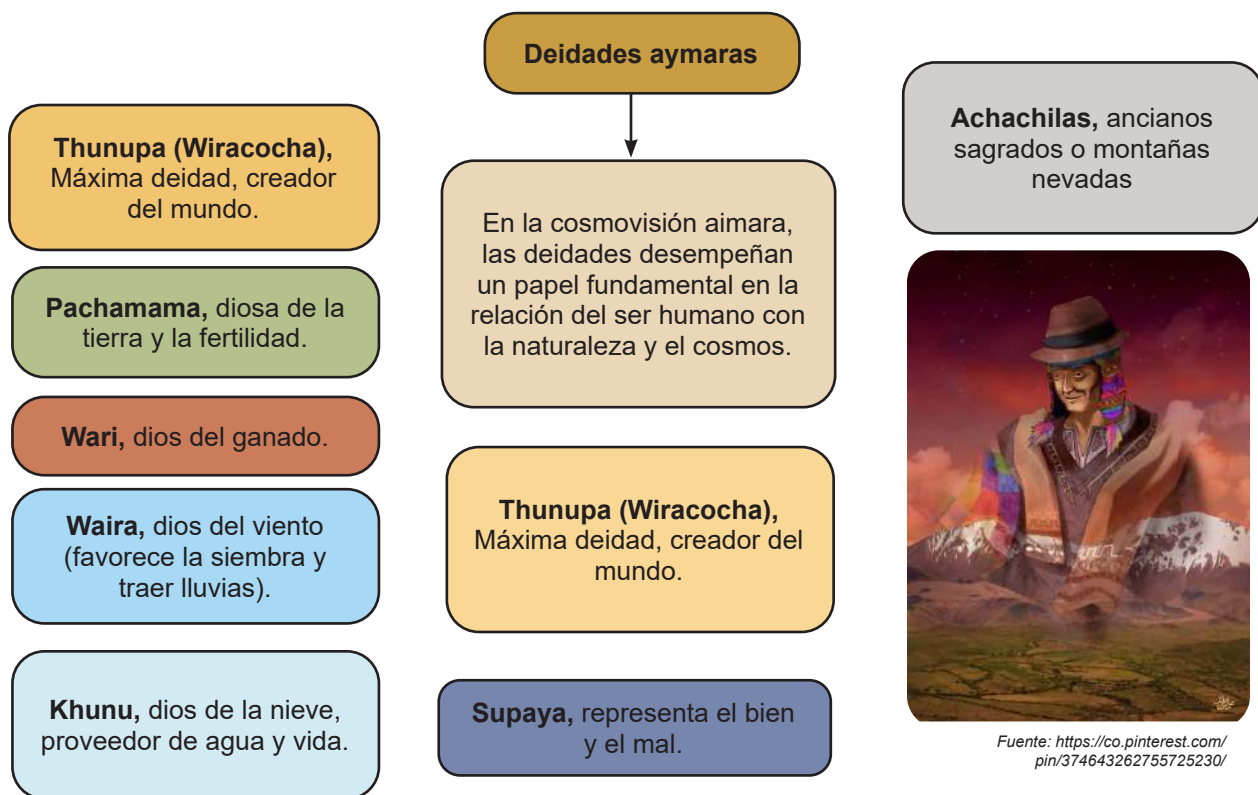 Deidades aymaras
Thunupa (Wiracocha),
Máxima deidad, creador
del mundo.
Pachamama, diosa de la
tierra y la fertilidad.
Wari, dios del ganado.
Waira, dios del viento
(favorece la siembra y
traer lluvias).
Khunu, dios de la nieve,
proveedor de agua y vida.
En la cosmovisión aimara,
las deidades desempeñan
un papel fundamental en la
relación del ser humano con
la naturaleza y el cosmos.
Thunupa (Wiracocha),
Máxima deidad, creador del
mundo.
Supaya, representa el bien
y el mal.
Achachilas, ancianos
sagrados o montañas
nevadas
Fuente: https://co.pinterest.com/
pin/374643262755725230/